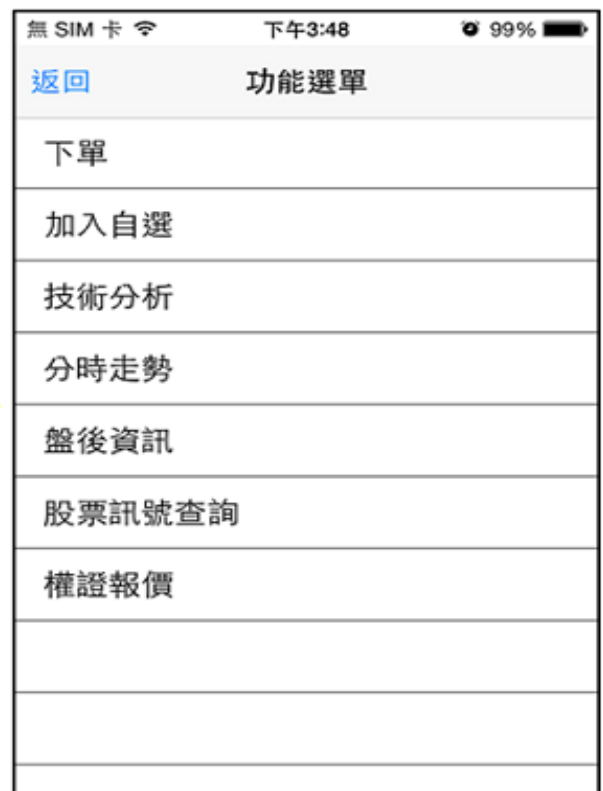 無 SIM 卡 下午3:48 99%
返回 功能選單
下單
加入自選
技術分析
分時走勢
盤後資訊
股票訊號查詢
權證報價